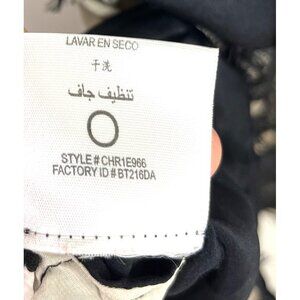 LAVAR EN SECO
干洗
تنظيف جاف
STYLE # CHR1E966
FACTORY ID # BT216DA